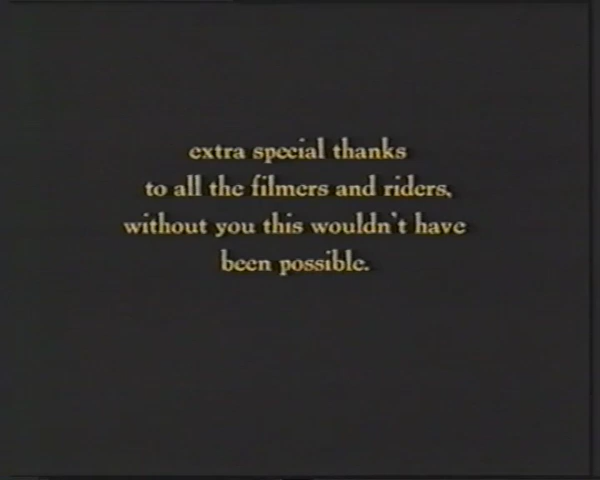 extra special thanks
to all the filmers and riders,
without you this wouldn't have
been possible.